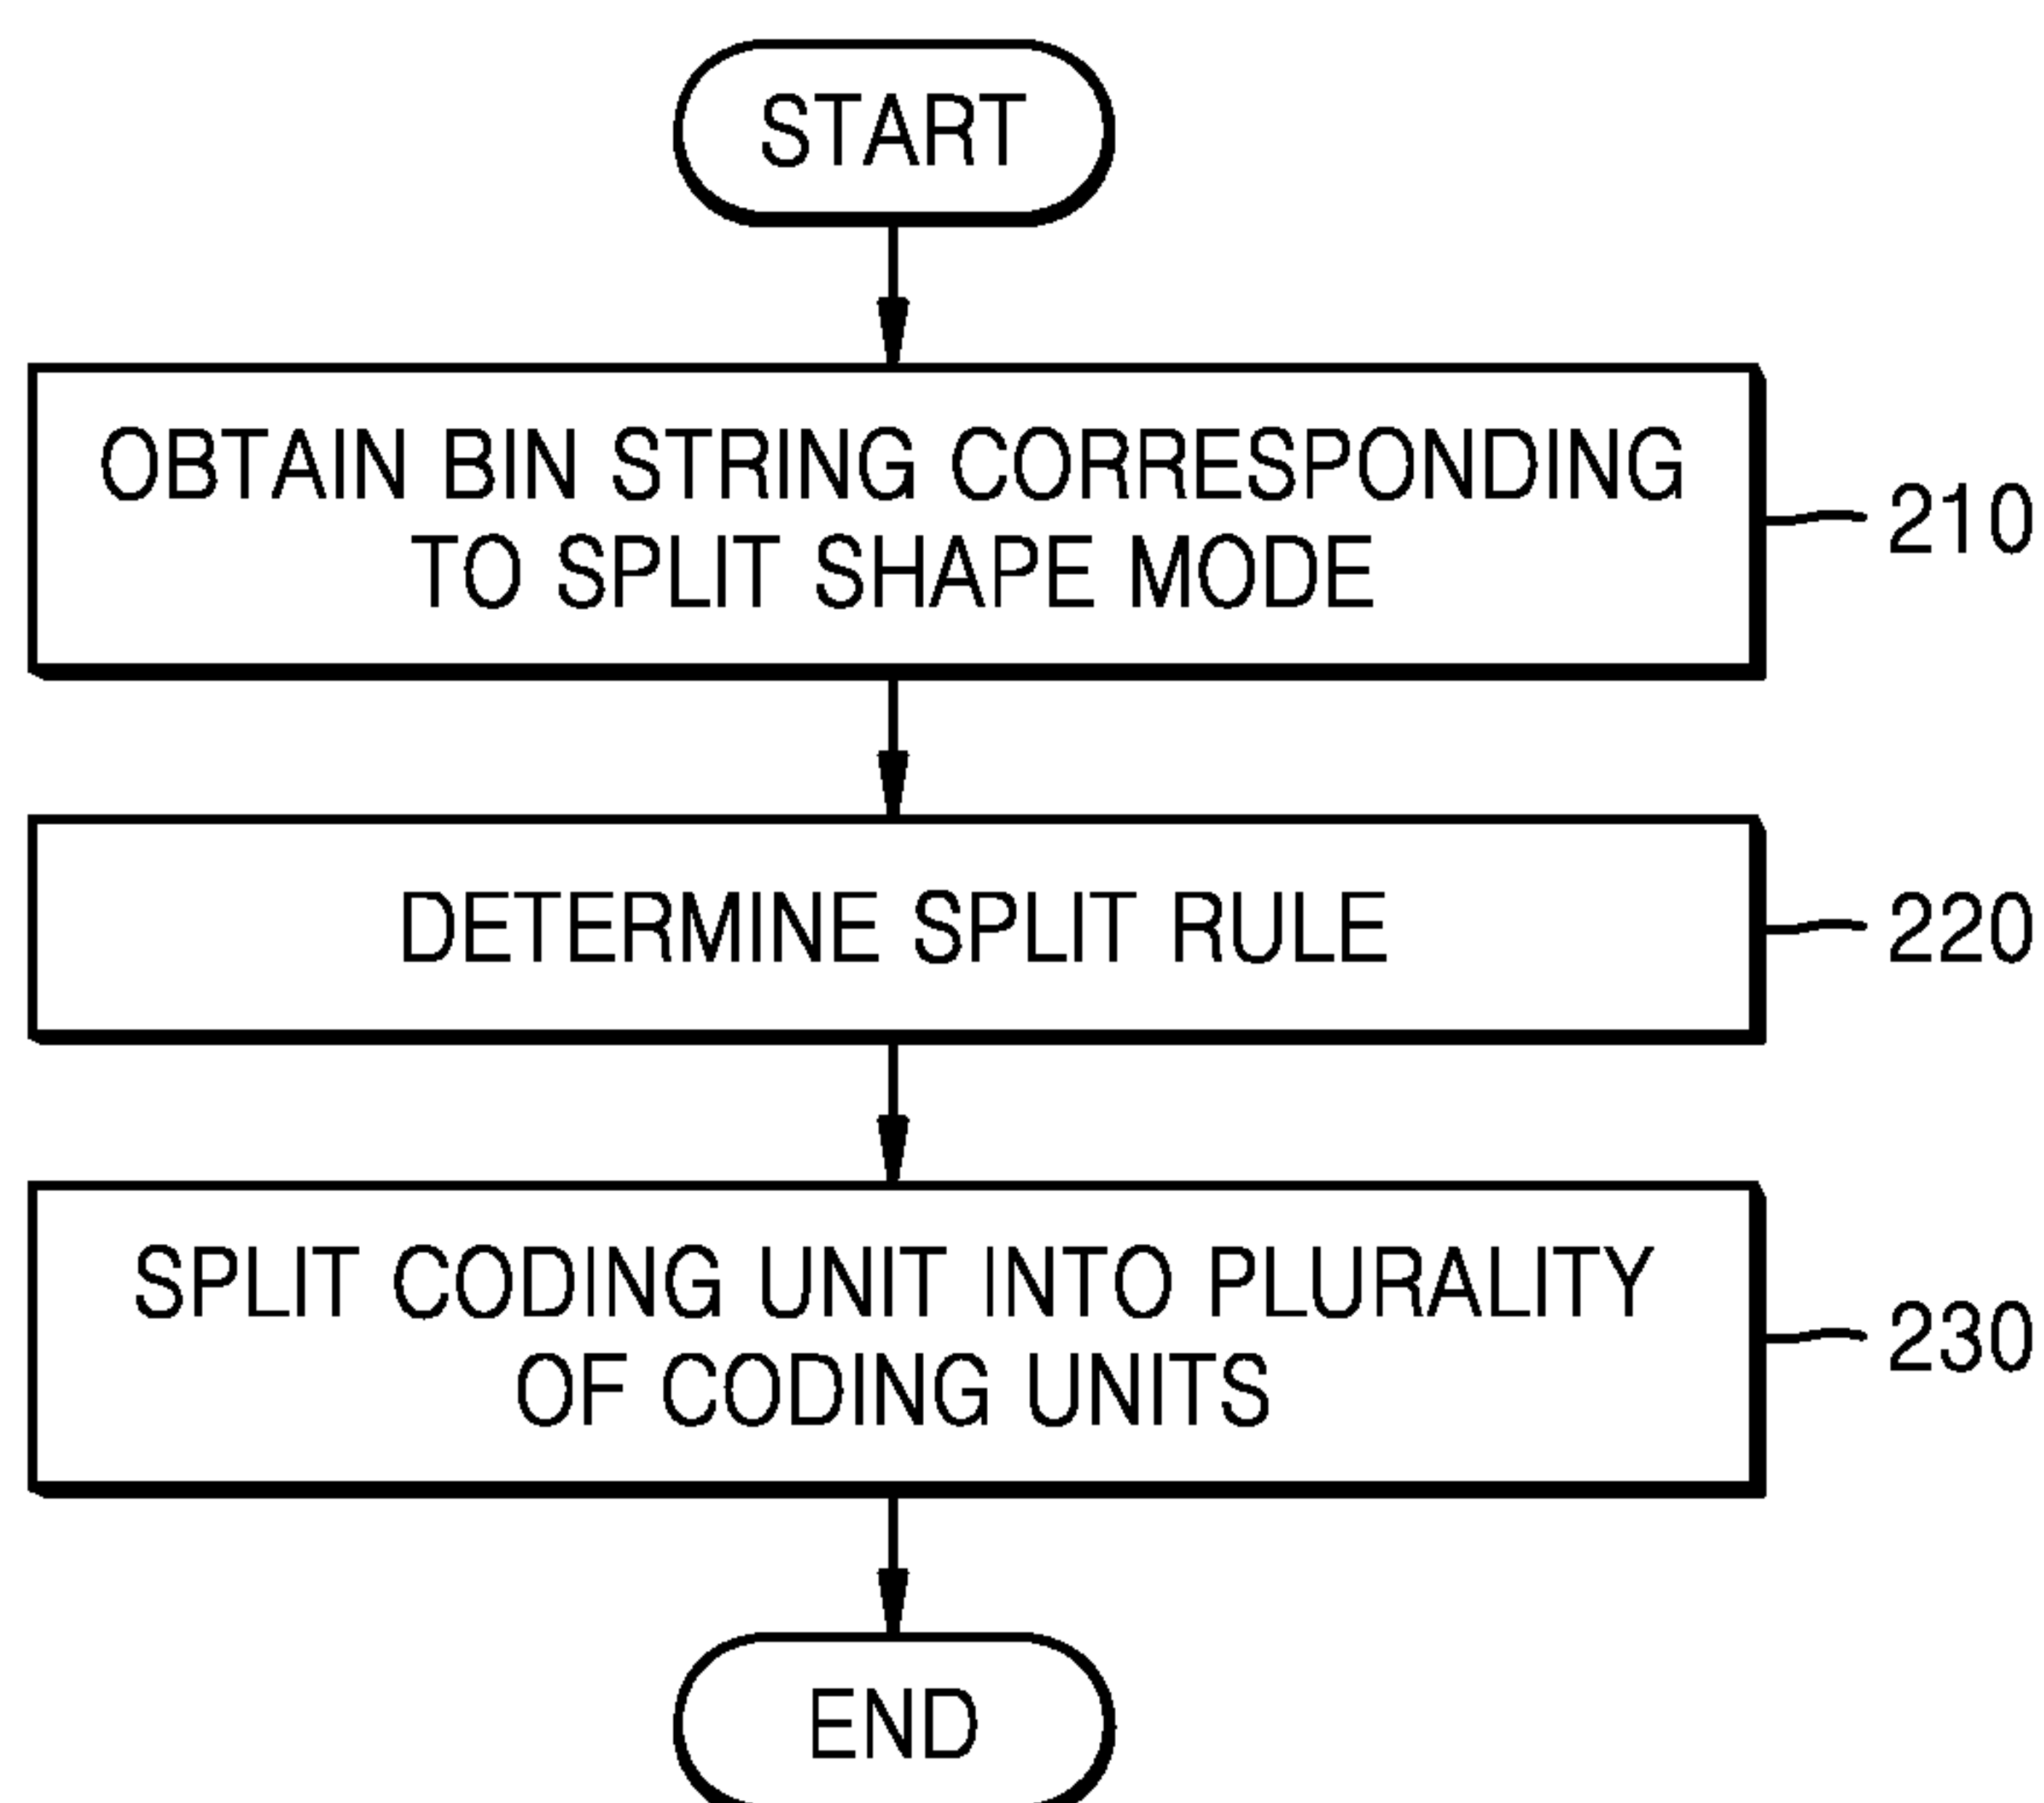 START
OBTAIN BIN STRING CORRESPONDING
TO SPLIT SHAPE MODE
210
DETERMINE SPLIT RULE
220
SPLIT CODING UNIT INTO PLURALITY
OF CODING UNITS
230
END